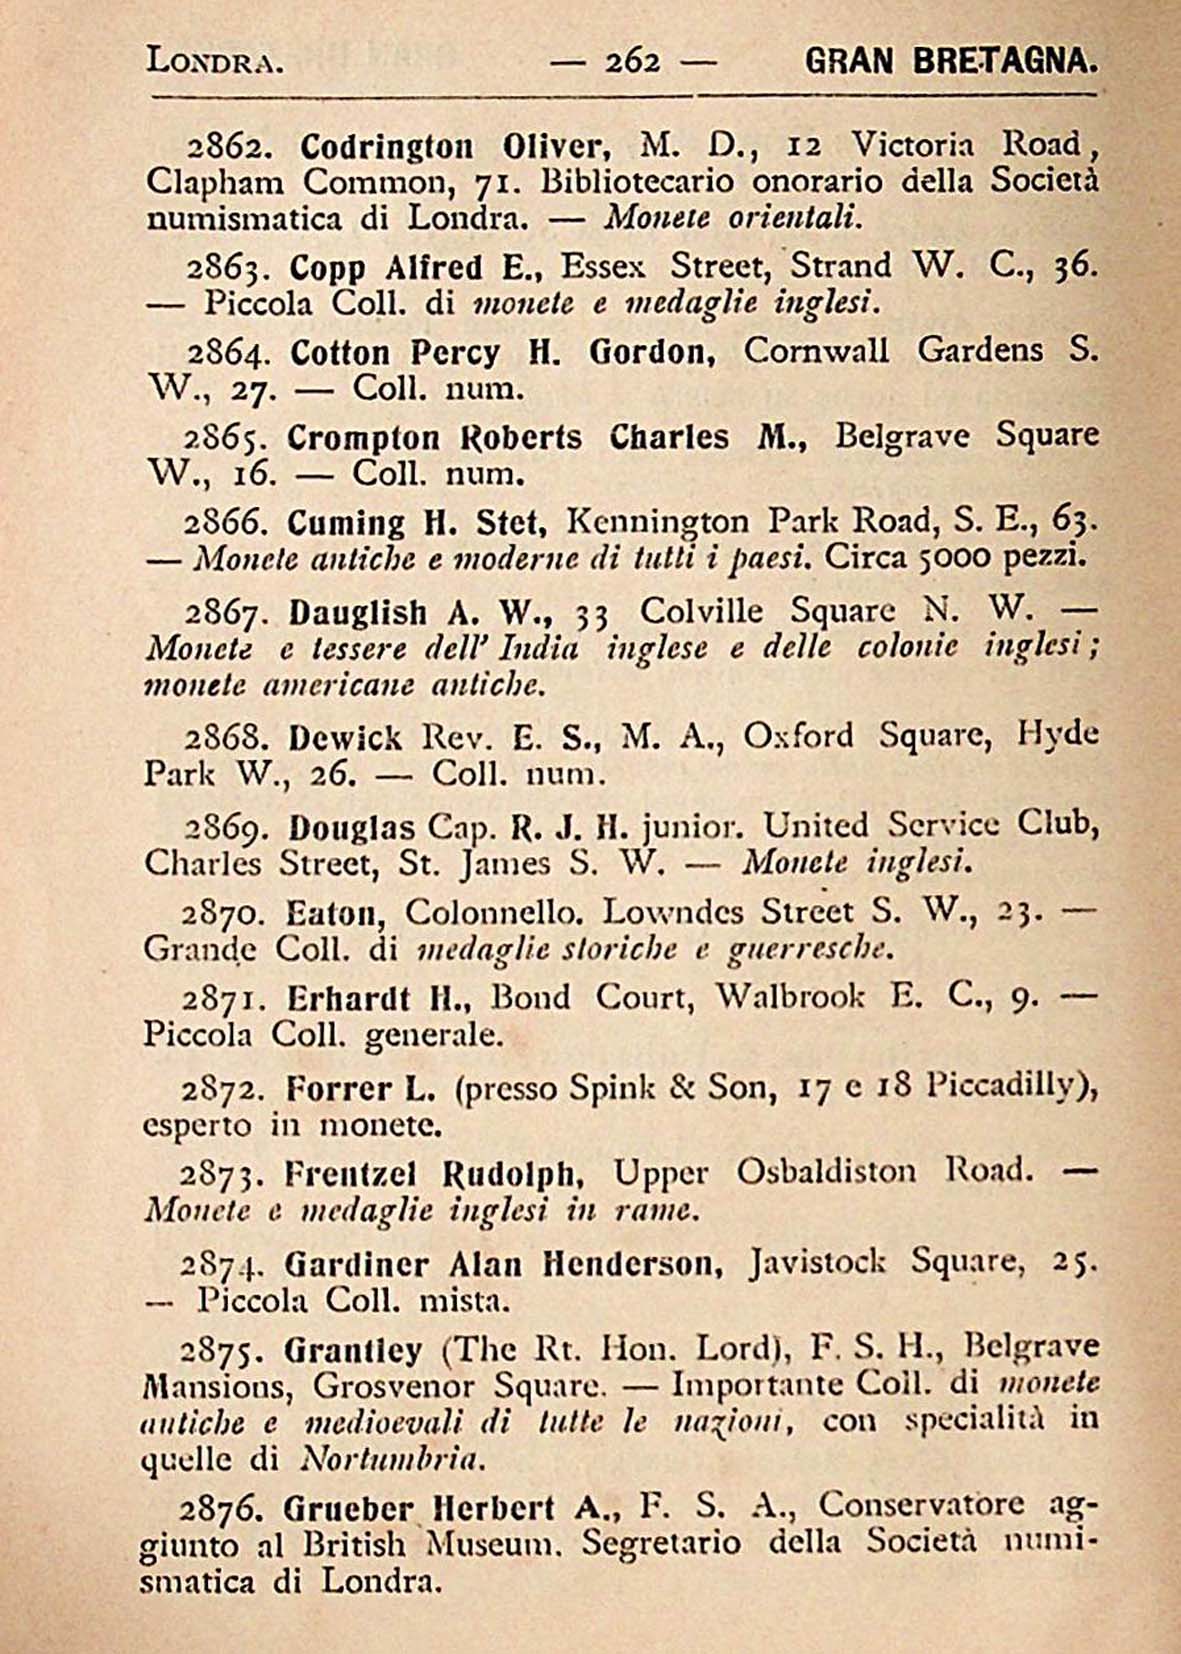 LONDRA. — 262 — GRAN BRETAGNA.
2862. Codrington Oliver, M. D., 12 Victoria Road,
Clapham Common, 71. Bibliotecario onorario della Società
numismatica di Londra. — Monete orientali.
2863. Copp Alfred E., Essex Street, Strand W. C., 36.
— Piccola Coll. di monete e medaglie inglesi.
2864. Cotton Percy H. Gordon, Cornwall Gardens S.
W., 27. — Coll. num.
2865. Crompton Roberts Charles M., Belgrave Square
W., 16. — Coll. num.
2866. Cuming H. Stet, Kennington Park Road, S. E., 63.
— Monete antiche e moderne di tutti i paesi. Circa 5000 pezzi.
2867. Dauglish A. W., 33 Colville Square N. W. —
Monete e tessere dell' India inglese e delle colonie inglesi;
monete americane antiche.
2868. Dewick Rev. E. S., M. A., Oxford Square, Hyde
Park W., 26. — Coll. num.
2869. Douglas Cap. R. J. H. junior. United Service Club,
Charles Street, St. James S. W. — Monete inglesi.
2870. Eaton, Colonnello. Lowndes Street S. W., 23. —
Grande Coll. di medaglie storiche e guerresche.
2871. Erhardt H., Bond Court, Walbrook E. C., 9. —
Piccola Coll. generale.
2872. Forrer L. (presso Spink & Son, 17 e 18 Piccadilly),
esperto in monete.
2873. Frentzel Rudolph, Upper Osbaldiston Road. —
Monete e medaglie inglesi in rame.
2874. Gardiner Alan Henderson, Javistock Square, 25.
— Piccola Coll. mista.
2875. Grantley (The Rt. Hon. Lord), F. S. H., Belgrave
Mansions, Grosvenor Square. — Importante Coll. di monete
antiche e medioevali di tutte le nazioni, con specialità in
quelle di Nortumbria.
2876. Grueber Herbert A., F. S. A., Conservatore ag-
giunto al British Museum. Segretario della Società numi-
smatica di Londra.